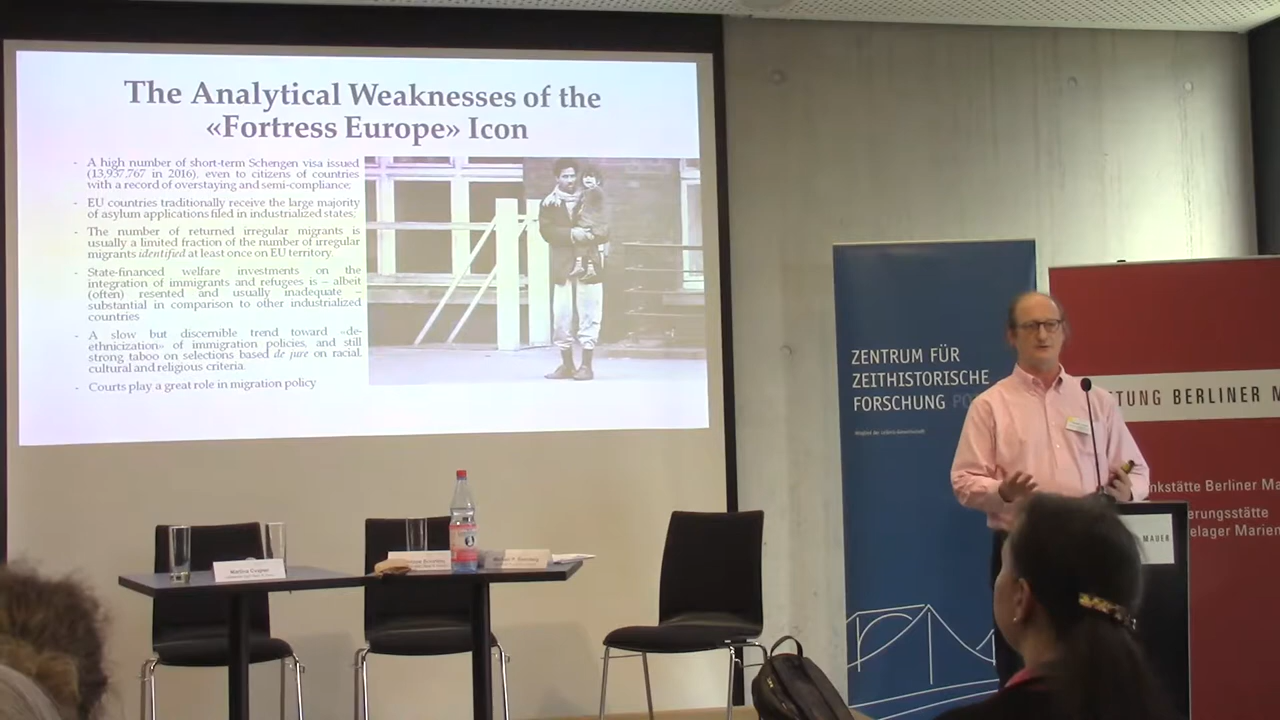 The Analytical Weaknesses of the
«Fortress Europe» Icon
- A high number of short-term Schengen visa issued
(13,937,767 in 2016), even to citizens of countries
with a record of overstaying and semi-compliance;
- EU countries traditionally receive the large majority
of asylum applications filed in industrialized states;
- The number of returned irregular migrants is
usually a limited fraction of the number of irregular
migrants identified at least once on EU territory.
- State-financed welfare investments on the
integration of immigrants and refugees is – albeit
(often) resented and usually inadequate –
substantial in comparison to other industrialized
countries
- A slow but discernible trend toward «de-
ethnicization» of immigration policies, and still
strong taboo on selections based de jure on racial,
cultural and religious criteria.
- Courts play a great role in migration policy
ZENTRUM FÜR
ZEITHISTORISCHE
FORSCHUNG PO
Mitglied der Leibniz-Gemeinschaft
TUNG BERLINER M
nkstätte Berliner Ma
erungsstätte
elager Marien
MAUER